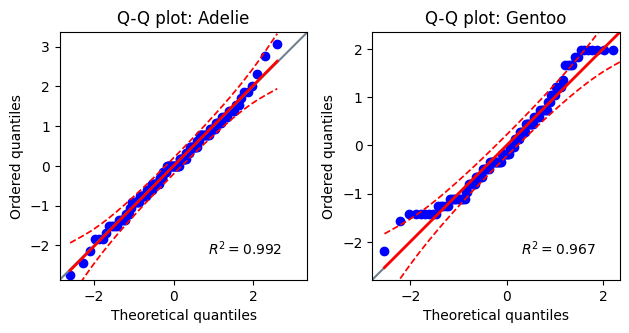 Q-Q plot: Adelie
Q-Q plot: Gentoo
Ordered quantiles
3
2
1
0
−1
−2
R² = 0.992
−2
0
2
Theoretical quantiles
Ordered quantiles
2
1
0
−1
−2
R² = 0.967
−2
0
2
Theoretical quantiles